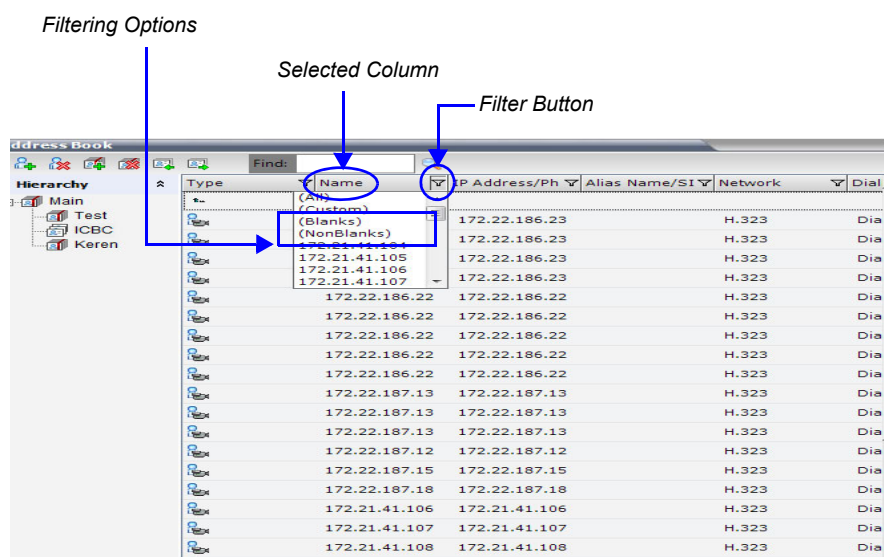 Filtering Options
Selected Column
Filter Button
ddress Book
Find:
Hierarchy
Main
Test
ICBC
Keren
Type Name IP Address/Ph Alias Name/SI Network Dial
(All)
(Custom)
(Blanks)
(NonBlanks)
172.21.41.104
172.21.41.105
172.21.41.106
172.21.41.107
172.22.186.23 H.323 Dia
172.22.186.23 H.323 Dia
172.22.186.23 H.323 Dia
172.22.186.23 H.323 Dia
172.22.186.22 172.22.186.22 H.323 Dia
172.22.186.22 172.22.186.22 H.323 Dia
172.22.186.22 172.22.186.22 H.323 Dia
172.22.186.22 172.22.186.22 H.323 Dia
172.22.186.22 172.22.186.22 H.323 Dia
172.22.187.13 172.22.187.13 H.323 Dia
172.22.187.13 172.22.187.13 H.323 Dia
172.22.187.13 172.22.187.13 H.323 Dia
172.22.187.12 172.22.187.12 H.323 Dia
172.22.187.15 172.22.187.15 H.323 Dia
172.22.187.18 172.22.187.18 H.323 Dia
172.21.41.106 172.21.41.106 H.323 Dia
172.21.41.107 172.21.41.107 H.323 Dia
172.21.41.108 172.21.41.108 H.323 Dia